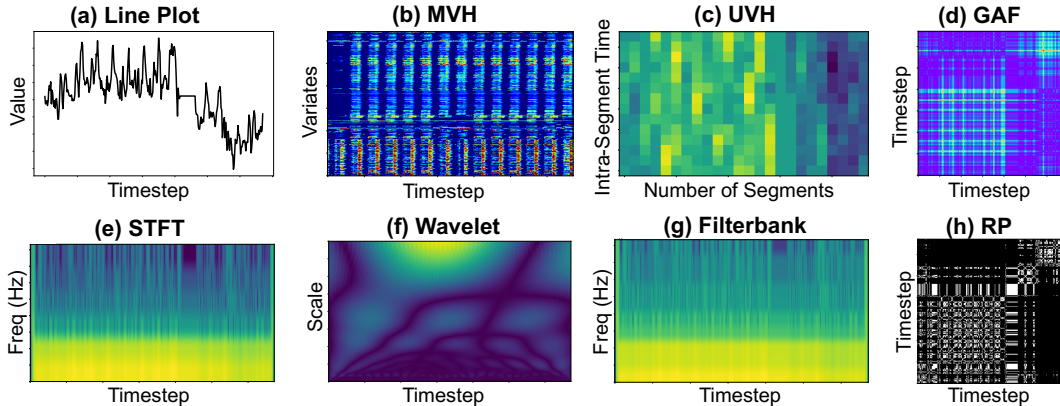 (a) Line Plot
Value
Timestep
(b) MVH
Variates
Timestep
(c) UVH
Intra-Segment Time
Number of Segments
(d) GAF
Timestep
(e) STFT
Freq (Hz)
Timestep
(f) Wavelet
Scale
Timestep
(g) Filterbank
Freq (Hz)
Timestep
(h) RP
Timestep
Timestep